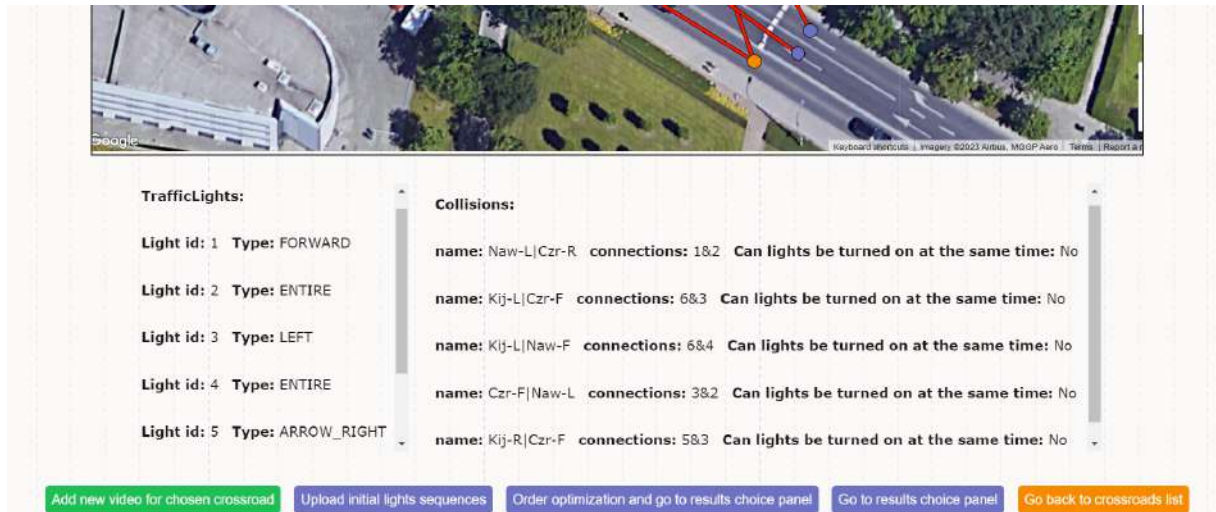 Google
Keyboard shortcuts Imagery ©2023 Airbus, MGGP Aero Terms Report a
TrafficLights:
Light id: 1 Type: FORWARD
Light id: 2 Type: ENTIRE
Light id: 3 Type: LEFT
Light id: 4 Type: ENTIRE
Light id: 5 Type: ARROW_RIGHT
Collisions:
name: Naw-L|Czr-R connections: 1&2 Can lights be turned on at the same time: No
name: Kij-L|Czr-F connections: 6&3 Can lights be turned on at the same time: No
name: Kij-L|Naw-F connections: 6&4 Can lights be turned on at the same time: No
name: Czr-F|Naw-L connections: 3&2 Can lights be turned on at the same time: No
name: Kij-R|Czr-F connections: 5&3 Can lights be turned on at the same time: No
Add new video for chosen crossroad Upload initial lights sequences Order optimization and go to results choice panel Go to results choice panel Go back to crossroads list